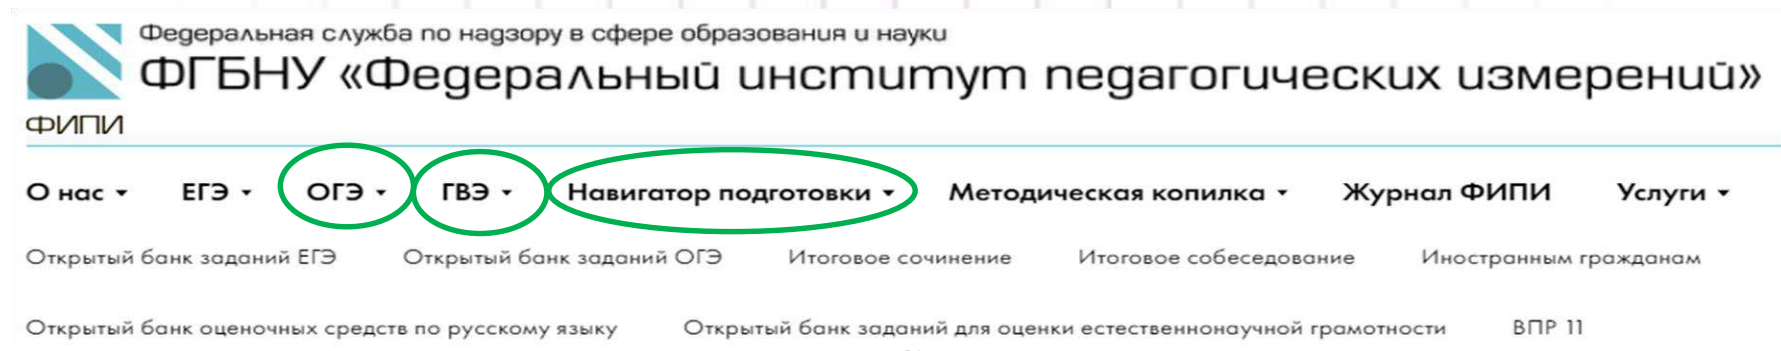 Федеральная служба по надзору в сфере образования и науки
ФГБНУ «Федеральный институт педагогических измерений»
ФИПИ
О нас ЕГЭ ОГЭ ГВЭ Навигатор подготовки Методическая копилка Журнал ФИПИ Услуги
Открытый банк заданий ЕГЭ Открытый банк заданий ОГЭ Итоговое сочинение Итоговое собеседование Иностранным гражданам
Открытый банк оценочных средств по русскому языку Открытый банк заданий для оценки естественнонаучной грамотности ВПР 11